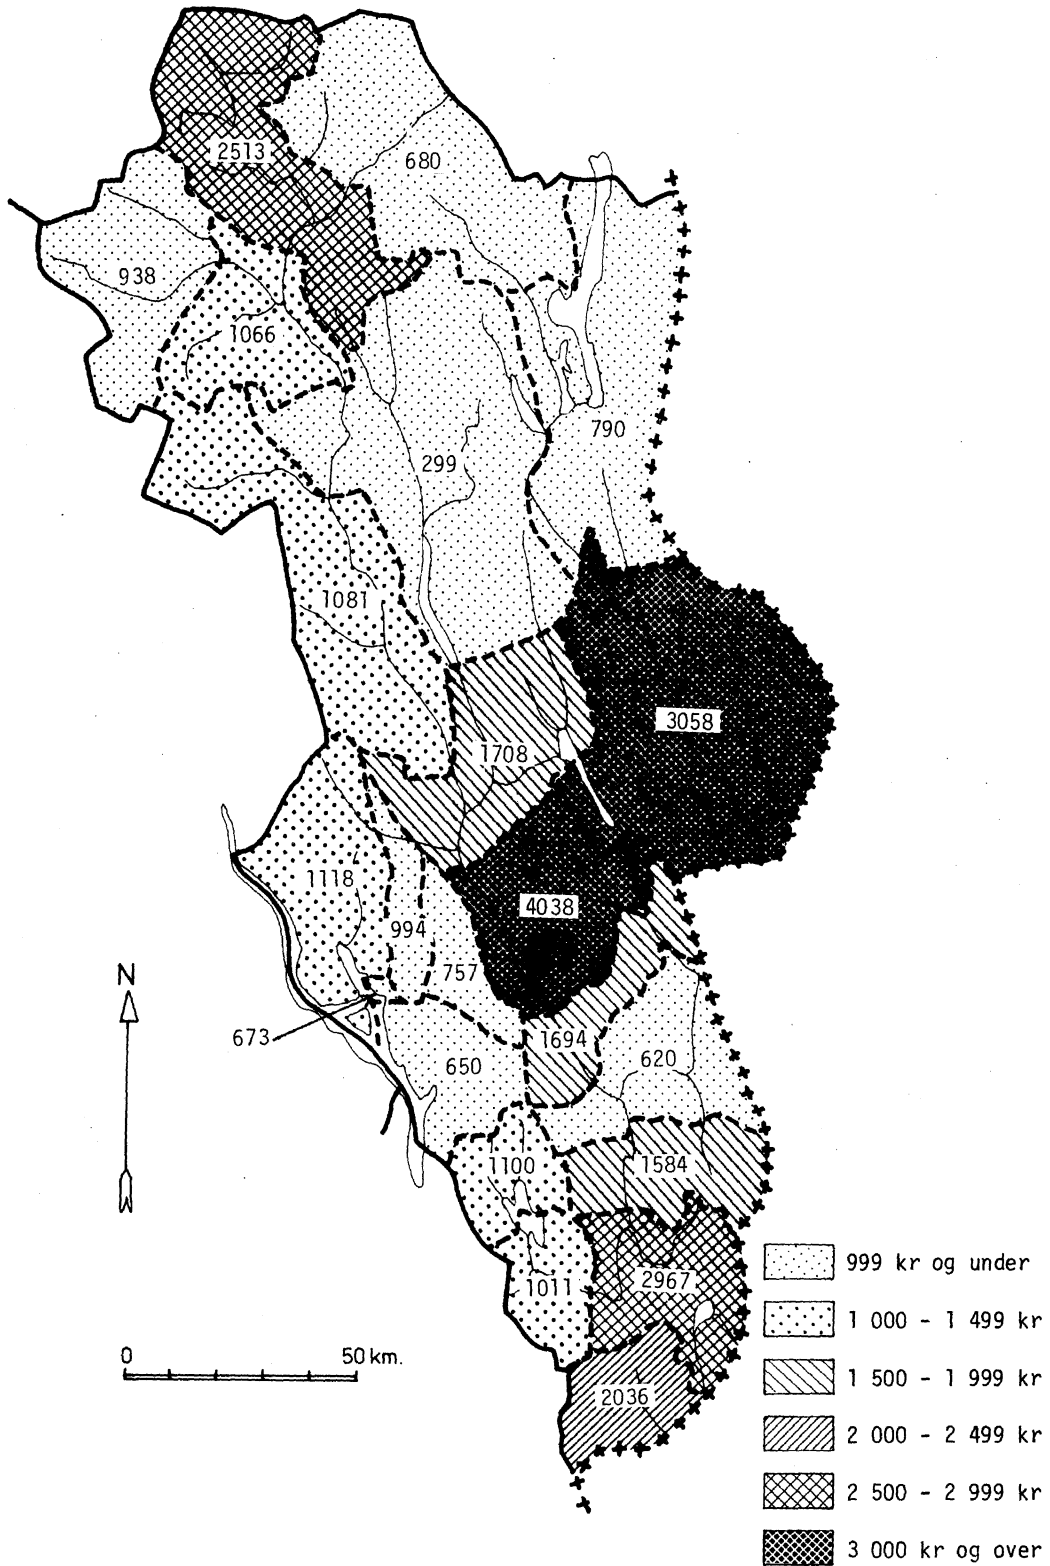 2513
680
938
1066
790
299
1081
3058
1708
1118
4038
994
757
N
673
1694
650
620
1100
1584
1011
2967
2036
0 50 km.
999 kr og under
1 000 - 1 499 kr
1 500 - 1 999 kr
2 000 - 2 499 kr
2 500 - 2 999 kr
3 000 kr og over